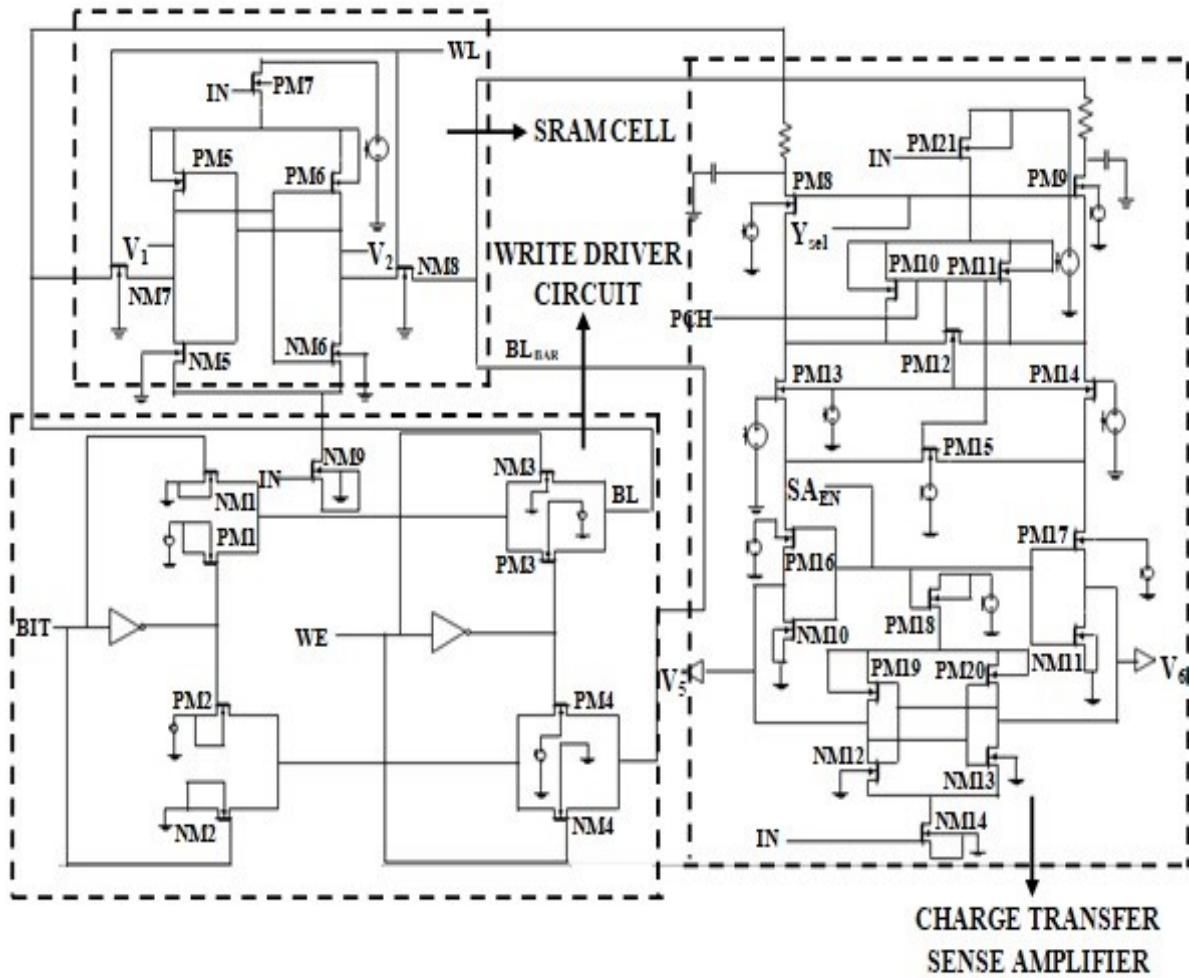 WL
IN
PM7
SRAM CELL
PM5
PM6
V1
V2
NM7
NM8
NM5
NM6
WRITE DRIVER
CIRCUIT
BLBAR
PM21
IN
PM8
PM9
Ysel
PM10
PM11
PCH
PM12
PM13
PM14
PM15
SAEN
PM16
PM17
PM18
NM10
NM11
V5
V6
PM19
PM20
NM12
NM13
NM14
IN
NM9
IN
NM1
NM3
BL
PM1
PM3
BIT
WE
PM2
PM4
NM2
NM4
CHARGE TRANSFER
SENSE AMPLIFIER